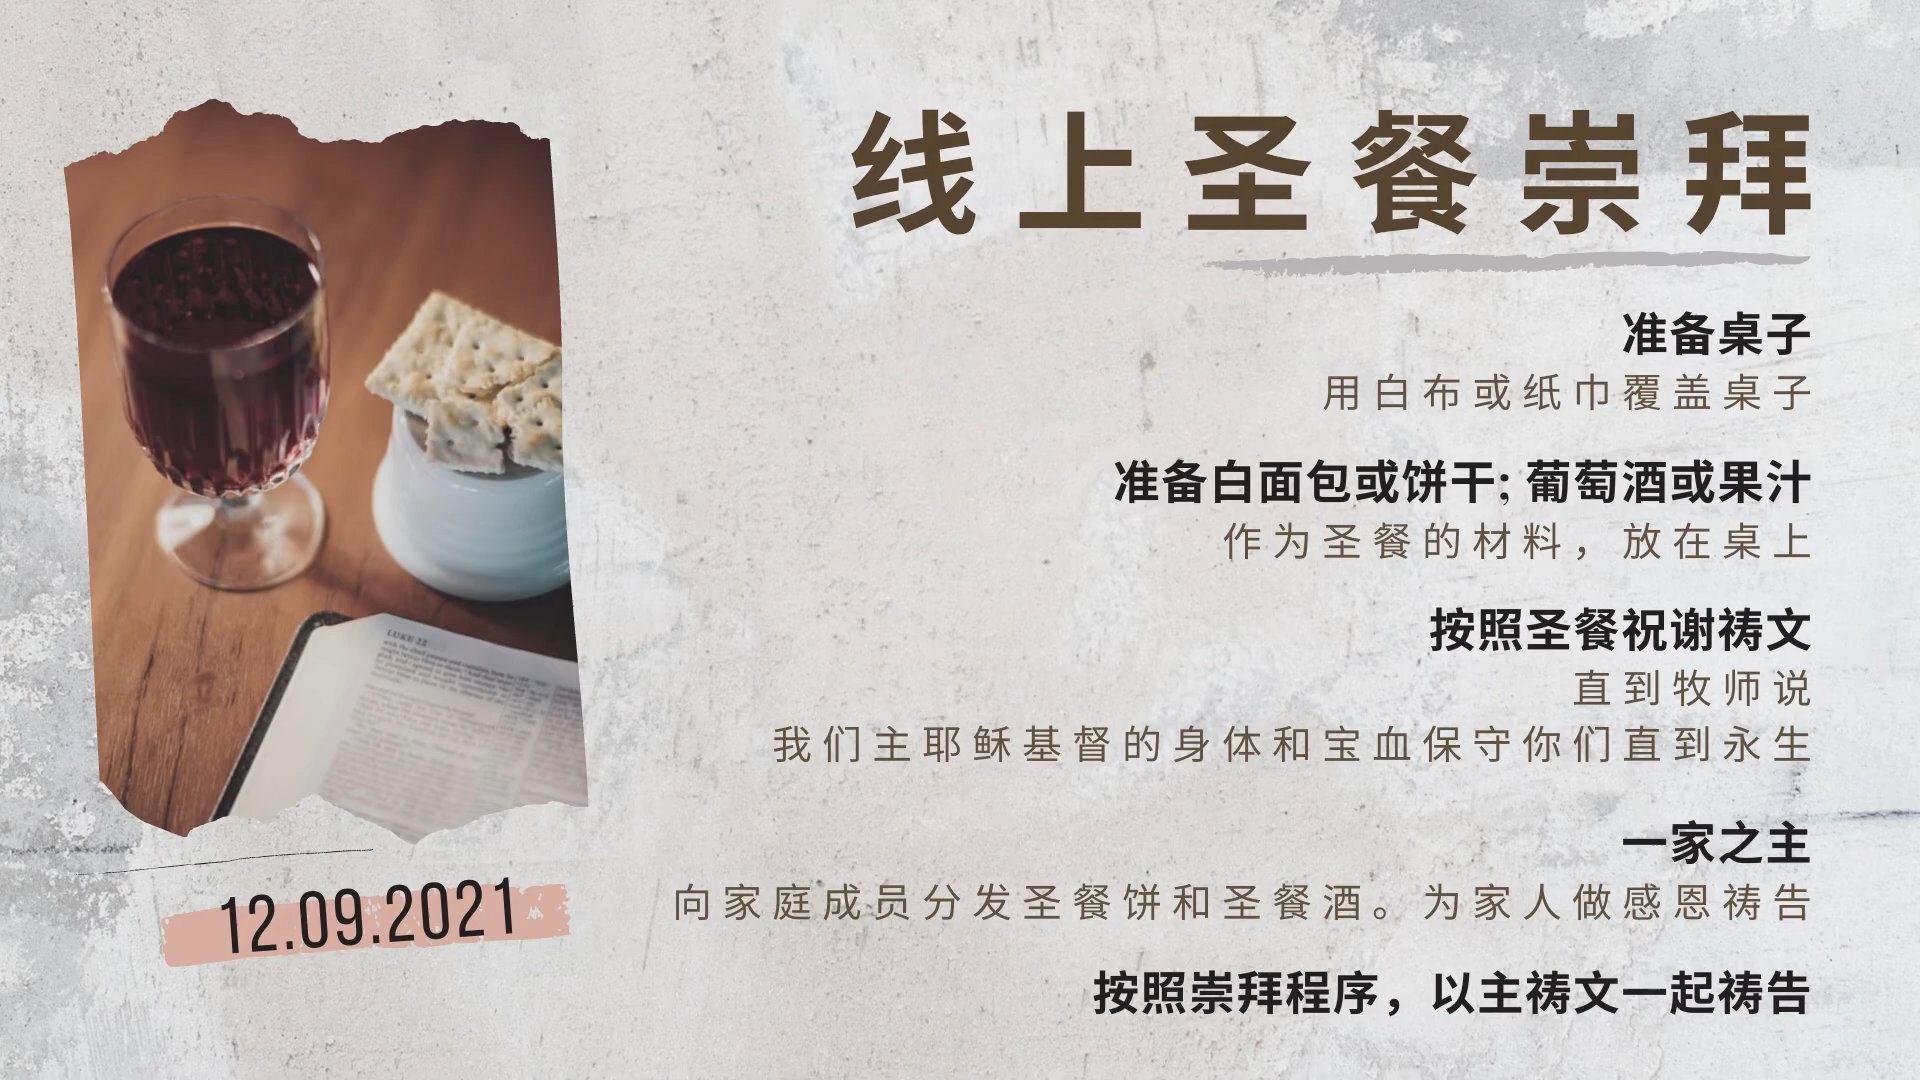 线上圣餐崇拜
准备桌子
用白布或纸巾覆盖桌子
准备白面包或饼干; 葡萄酒或果汁
作为圣餐的材料，放在桌上
按照圣餐祝谢祷文
直到牧师说
我们主耶稣基督的身体和宝血保守你们直到永生
一家之主
向家庭成员分发圣餐饼和圣餐酒。为家人做感恩祷告
按照崇拜程序，以主祷文一起祷告
LUKE 22
12.09.2021